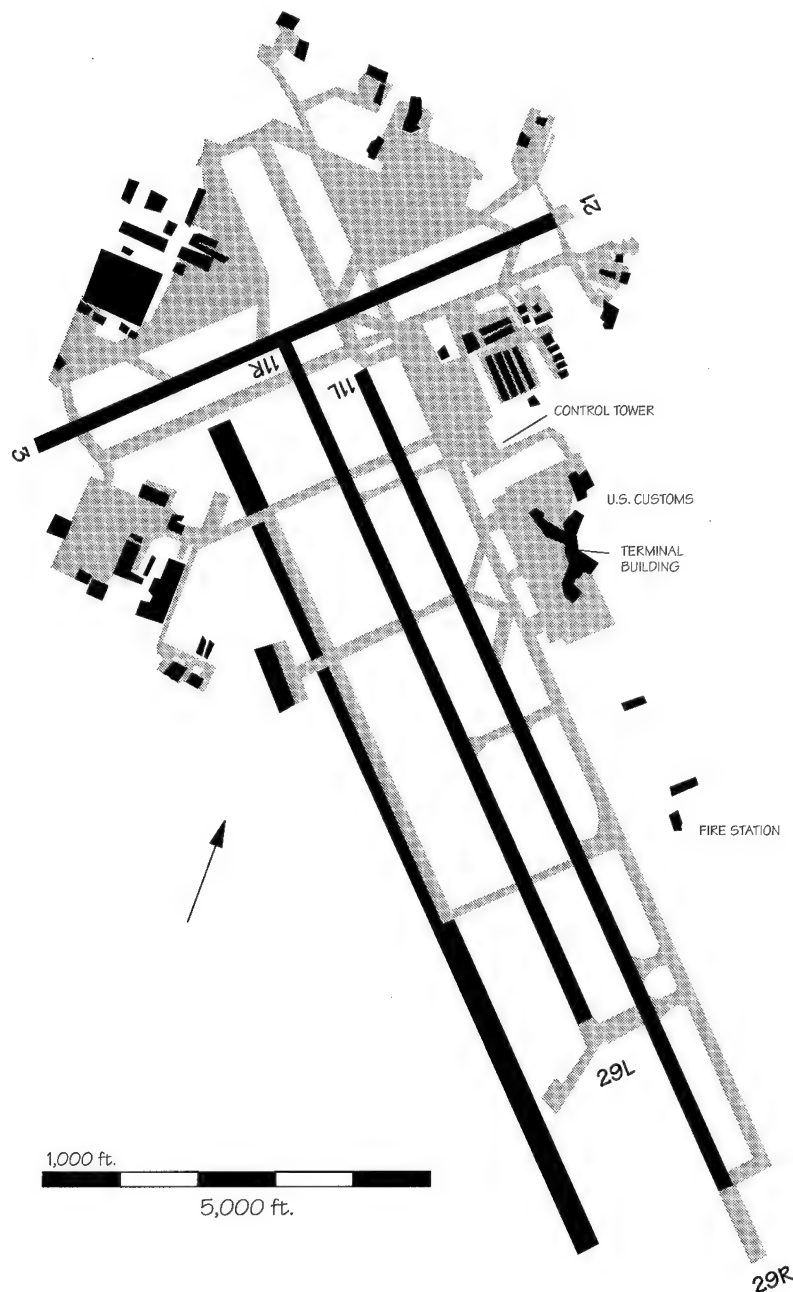 21
11R
11L
3
CONTROL TOWER
U.S. CUSTOMS
TERMINAL
BUILDING
FIRE STATION
29L
1,000 ft.
5,000 ft.
29R